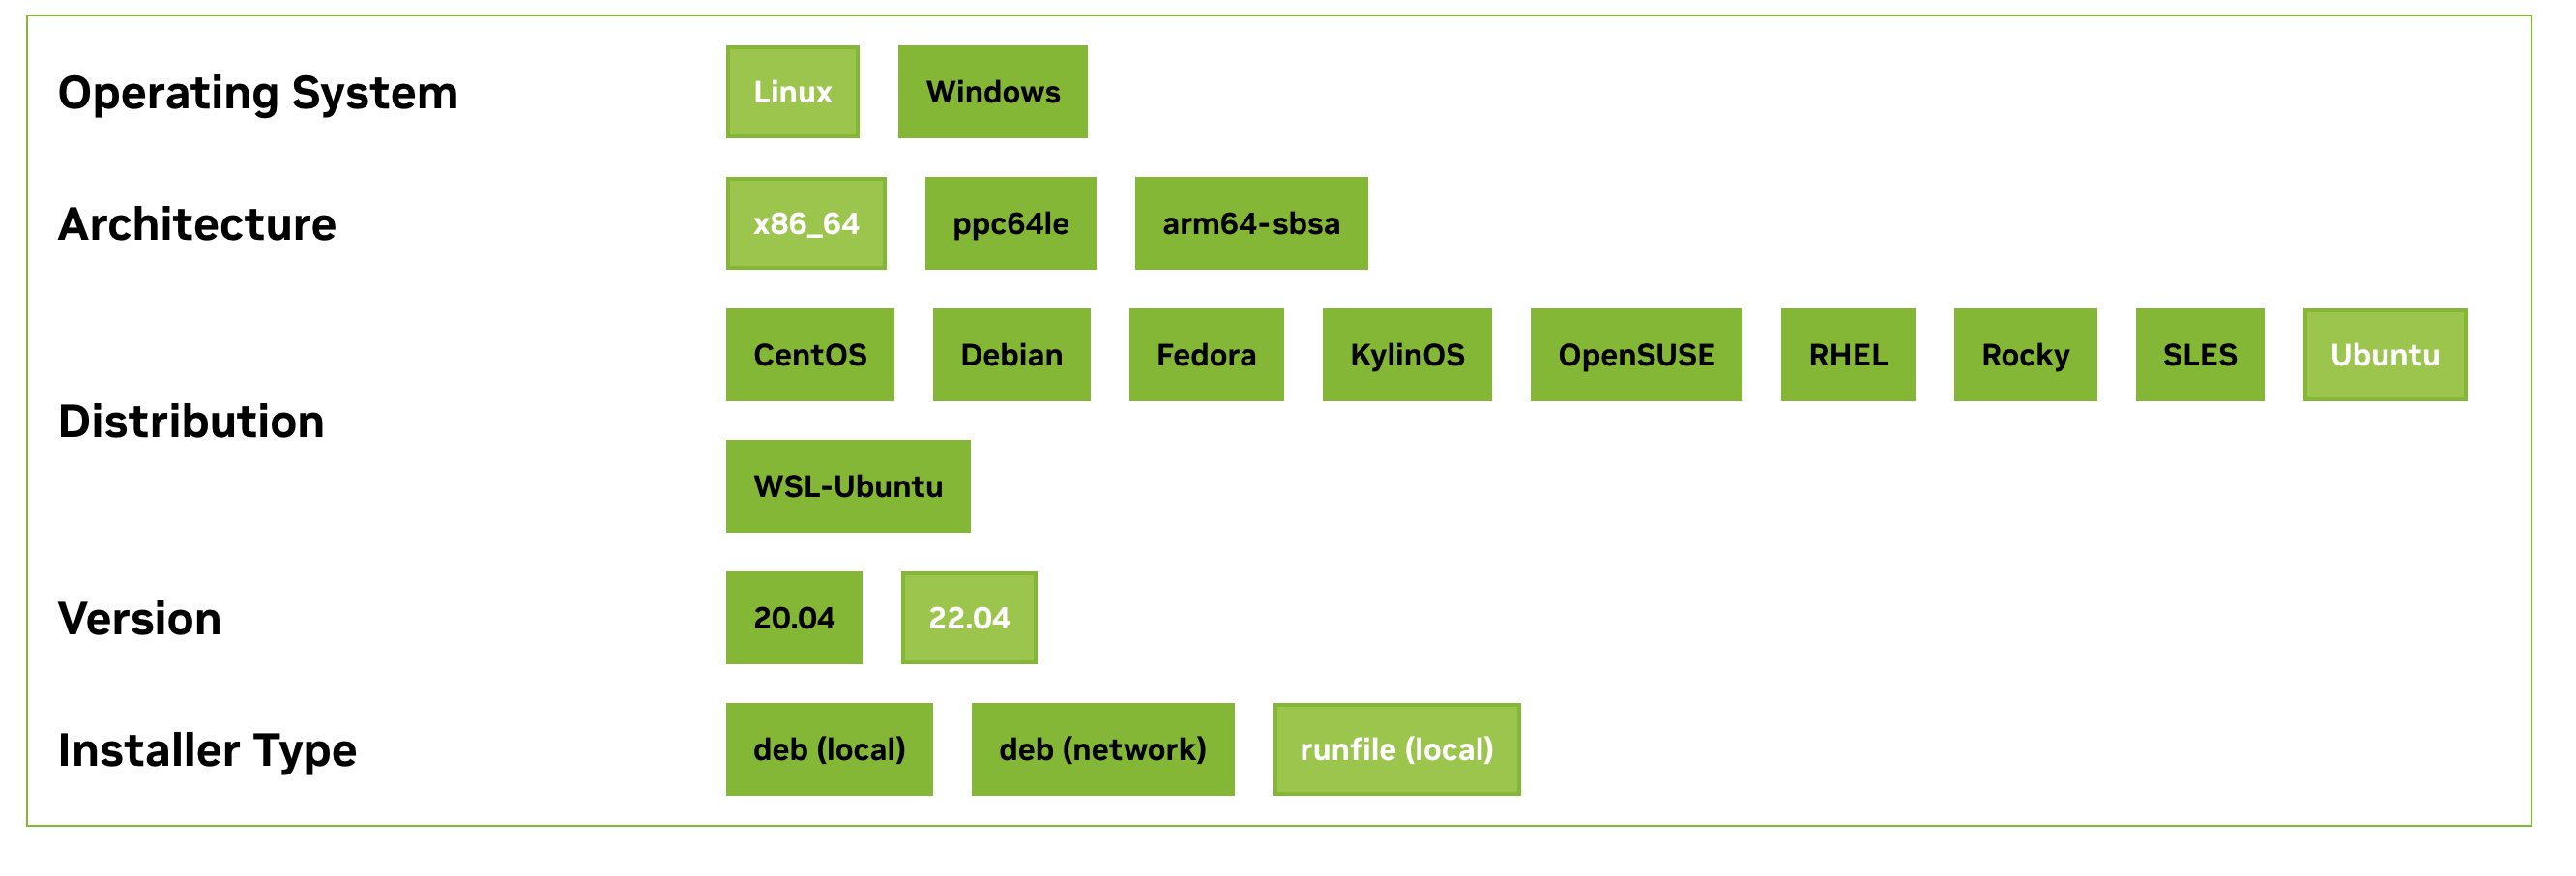 Operating System
Linux Windows
Architecture
x86_64 ppc64le arm64-sbsa
Distribution
CentOS Debian Fedora KylinOS OpenSUSE RHEL Rocky SLES Ubuntu
WSL-Ubuntu
Version
20.04 22.04
Installer Type
deb (local) deb (network) runfile (local)